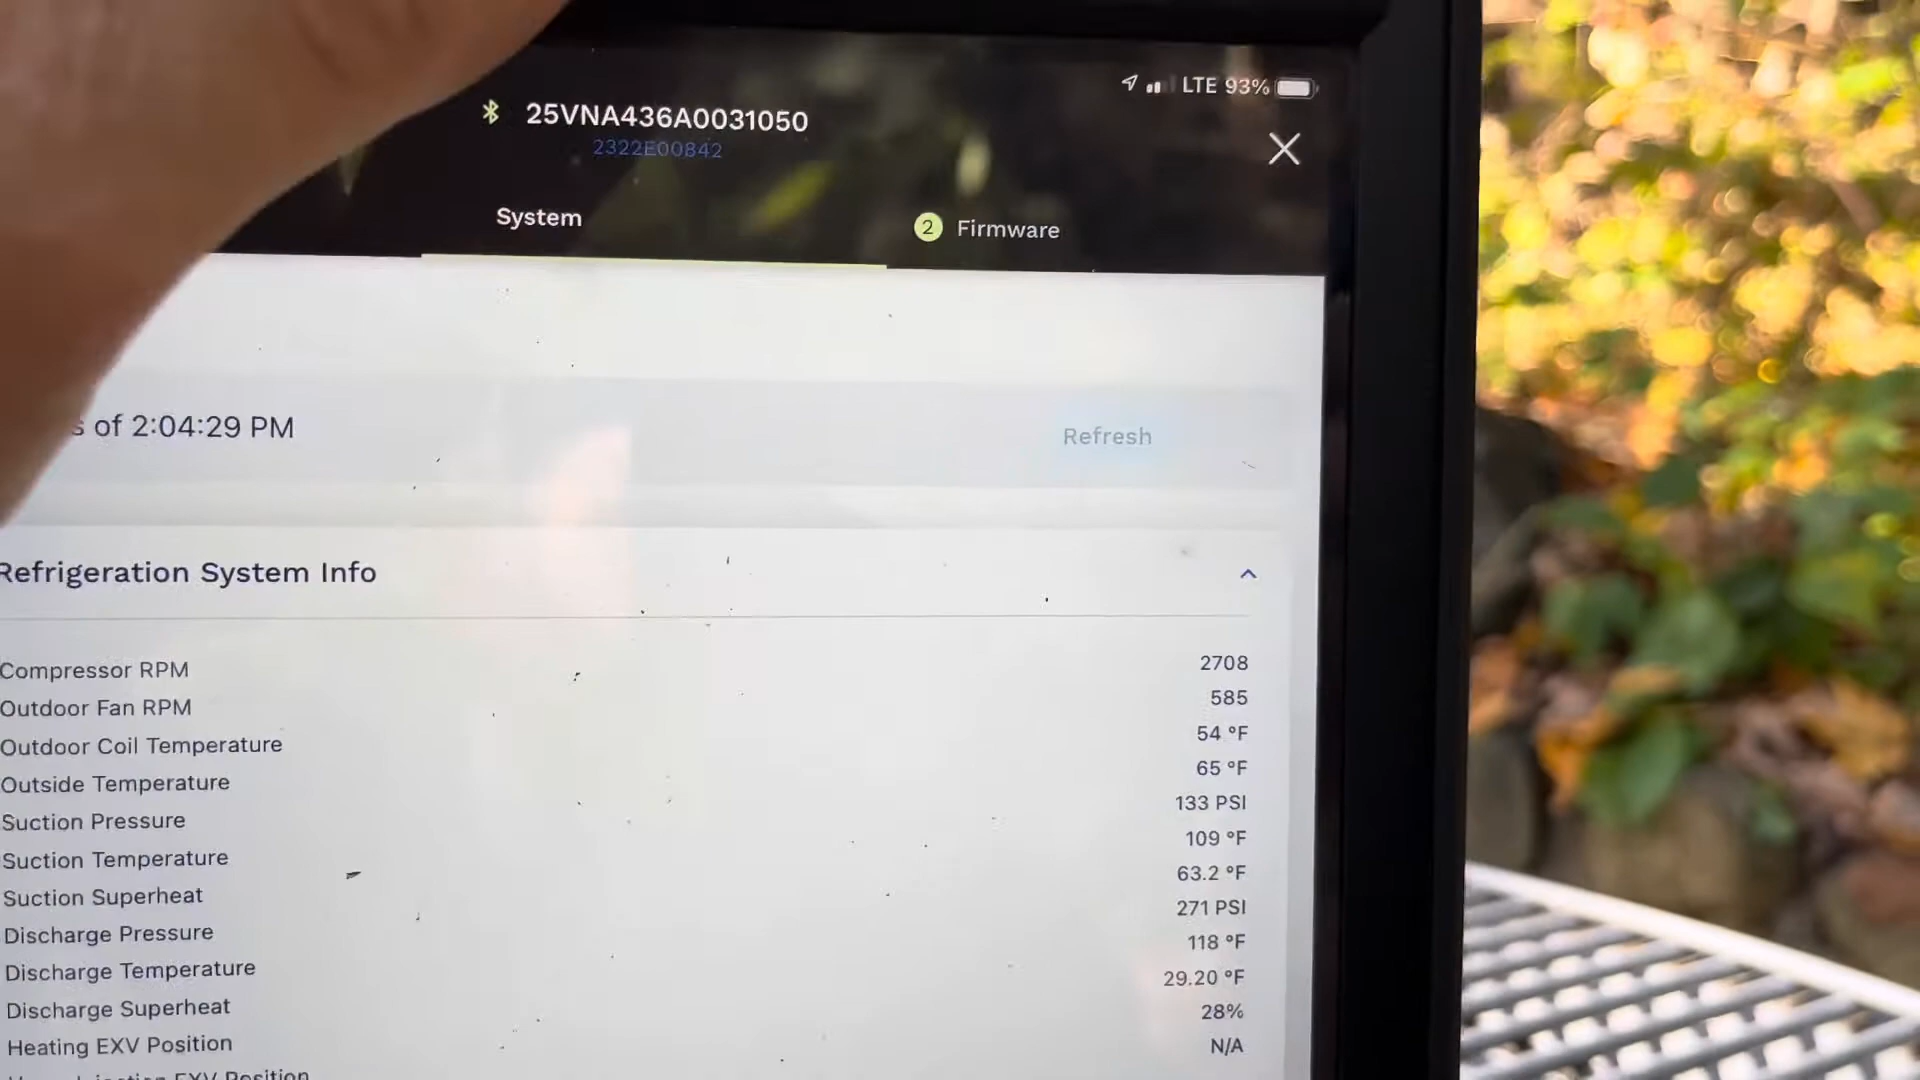 LTE 93%
25VNA436A0031050
2322E00842
System
2 Firmware
s of 2:04:29 PM
Refresh
Refrigeration System Info
Compressor RPM 2708
Outdoor Fan RPM 585
Outdoor Coil Temperature 54 °F
Outside Temperature 65 °F
Suction Pressure 133 PSI
Suction Temperature 109 °F
Suction Superheat 63.2 °F
Discharge Pressure 271 PSI
Discharge Temperature 118 °F
Discharge Superheat 29.20 °F
Heating EXV Position 28%
EXV Position N/A